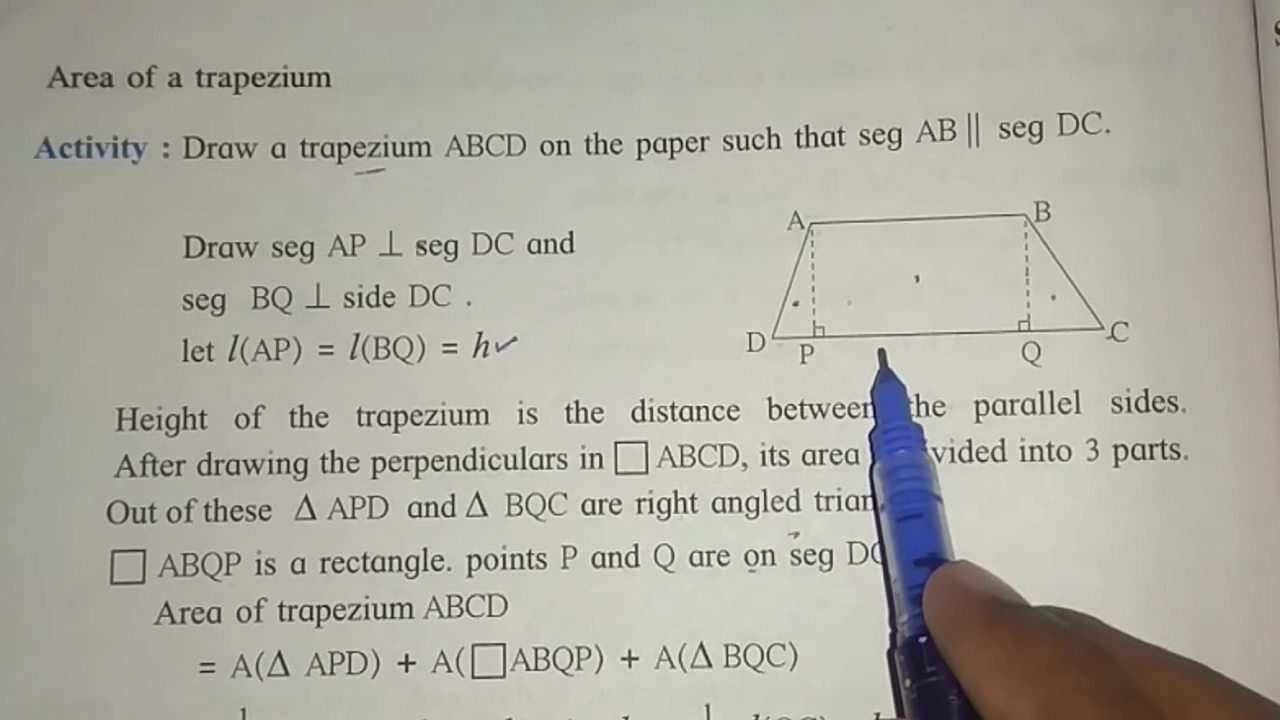 Area of a trapezium
Activity : Draw a trapezium ABCD on the paper such that seg AB || seg DC.
Draw seg AP ⊥ seg DC and
seg BQ ⊥ side DC .
let l(AP) = l(BQ) = h
A B
D P Q C
Height of the trapezium is the distance between the parallel sides.
After drawing the perpendiculars in □ ABCD, its area vided into 3 parts.
Out of these Δ APD and Δ BQC are right angled trian
□ ABQP is a rectangle. points P and Q are on seg DC
Area of trapezium ABCD
= A(Δ APD) + A(□ABQP) + A(Δ BQC)